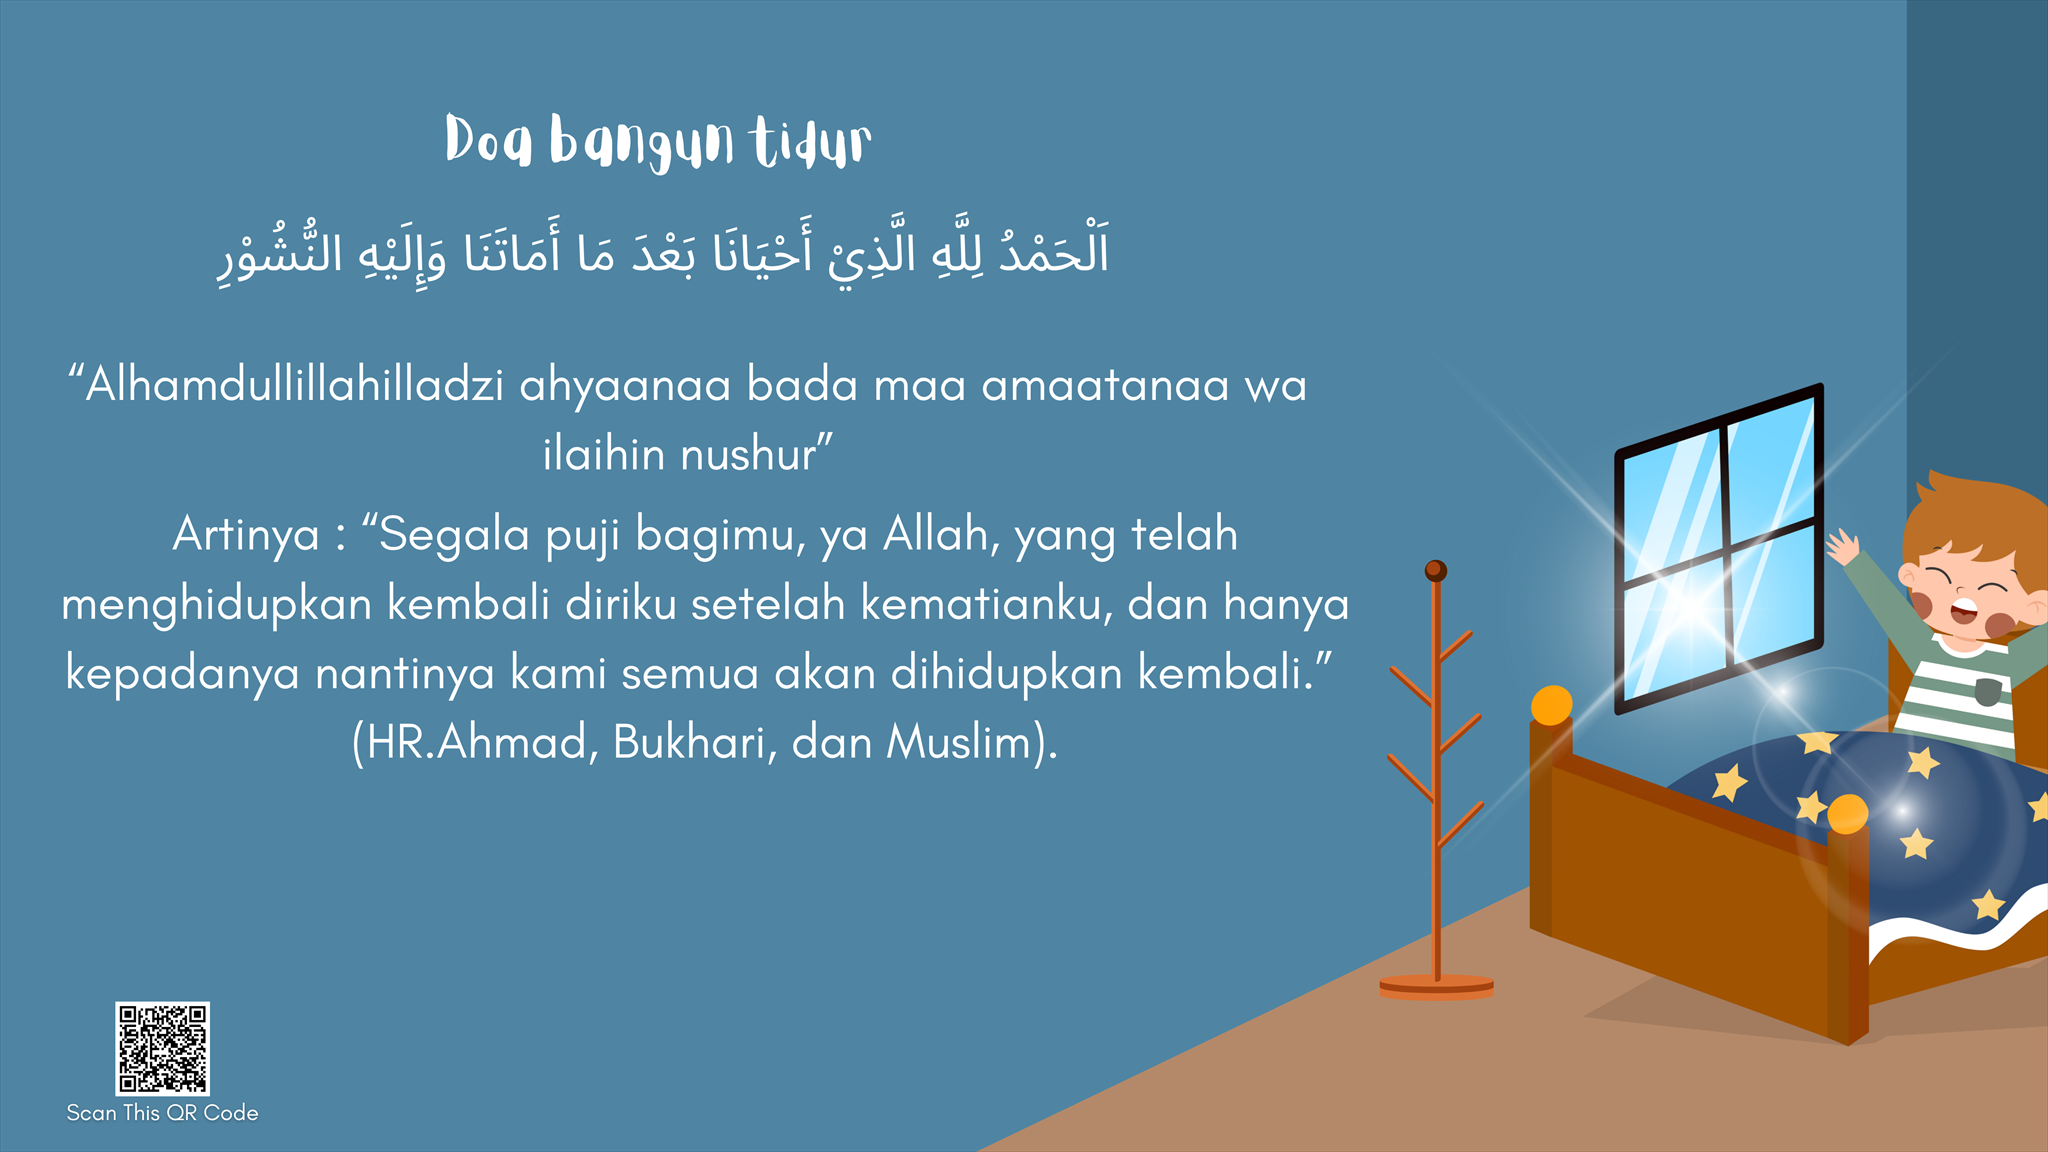 Doa bangun tidur
اَلْحَمْدُ لِلَّهِ الَّذِيْ أَحْيَانَا بَعْدَ مَا أَمَاتَنَا وَإِلَيْهِ النُّشُوْرِ
“Alhamdullillahilladzi ahyaanaa bada maa amaatanaa wa
ilaihin nushur”
Artinya : “Segala puji bagimu, ya Allah, yang telah
menghidupkan kembali diriku setelah kematianku, dan hanya
kepadanya nantinya kami semua akan dihidupkan kembali.”
(HR.Ahmad, Bukhari, dan Muslim).
Scan This QR Code